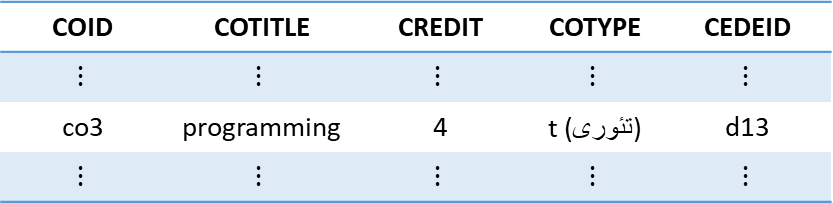 COID COTITLE CREDIT COTYPE CEDEID
⋮ ⋮ ⋮ ⋮ ⋮
co3 programming 4 t (تئوری) d13
⋮ ⋮ ⋮ ⋮ ⋮